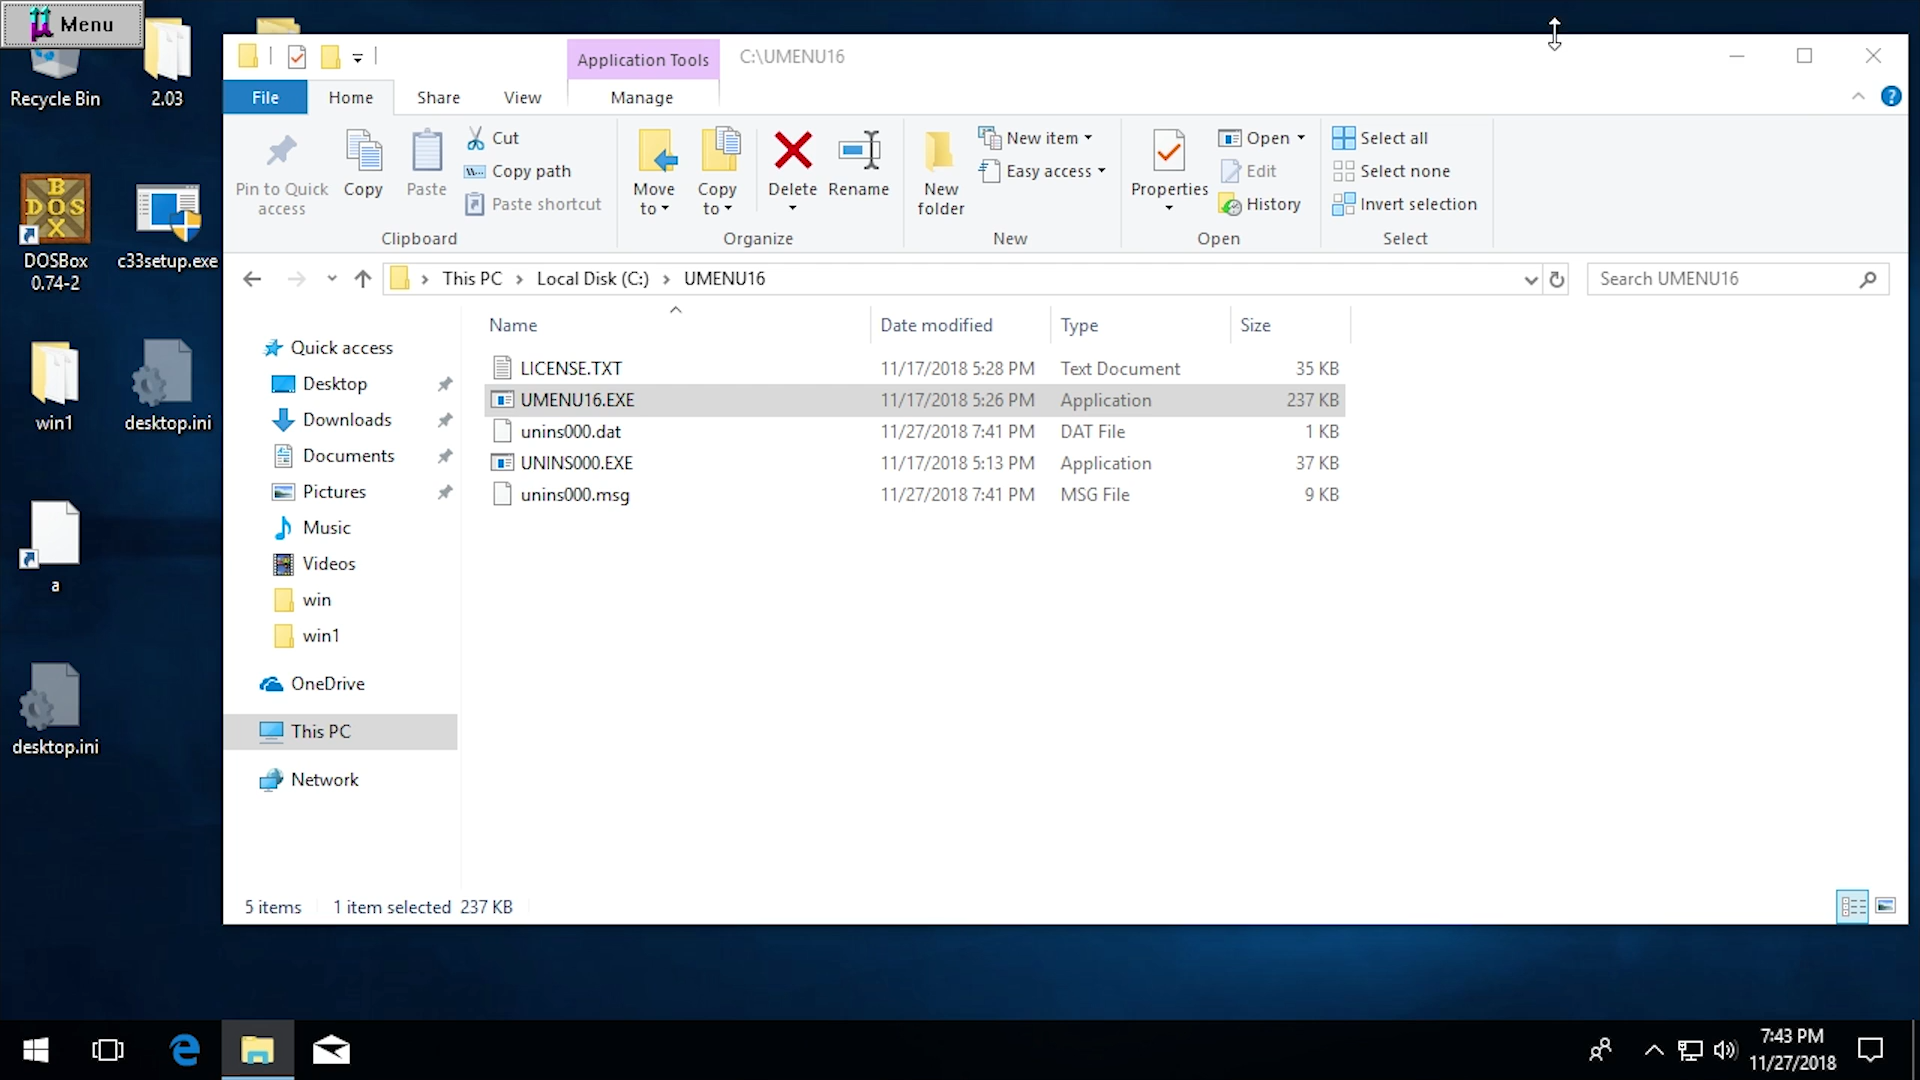 Menu
Recycle Bin
2.03
DOSBox
0.74-2
c33setup.exe
win1
desktop.ini
a
desktop.ini
Application Tools
C:\UMENU16
File
Home
Share
View
Manage
Pin to Quick
access
Copy
Paste
Cut
Copy path
Paste shortcut
Clipboard
Move
to
Copy
to
Delete
Rename
Organize
New
folder
New item
Easy access
New
Properties
Open
Edit
History
Open
Select all
Select none
Invert selection
Select
This PC
Local Disk (C:)
UMENU16
Search UMENU16
Name
Date modified
Type
Size
LICENSE.TXT 11/17/2018 5:28 PM Text Document 35 KB
UMENU16.EXE 11/17/2018 5:26 PM Application 237 KB
unins000.dat 11/27/2018 7:41 PM DAT File 1 KB
UNINS000.EXE 11/17/2018 5:13 PM Application 37 KB
unins000.msg 11/27/2018 7:41 PM MSG File 9 KB
Quick access
Desktop
Downloads
Documents
Pictures
Music
Videos
win
win1
OneDrive
This PC
Network
5 items
1 item selected 237 KB
7:43 PM
11/27/2018